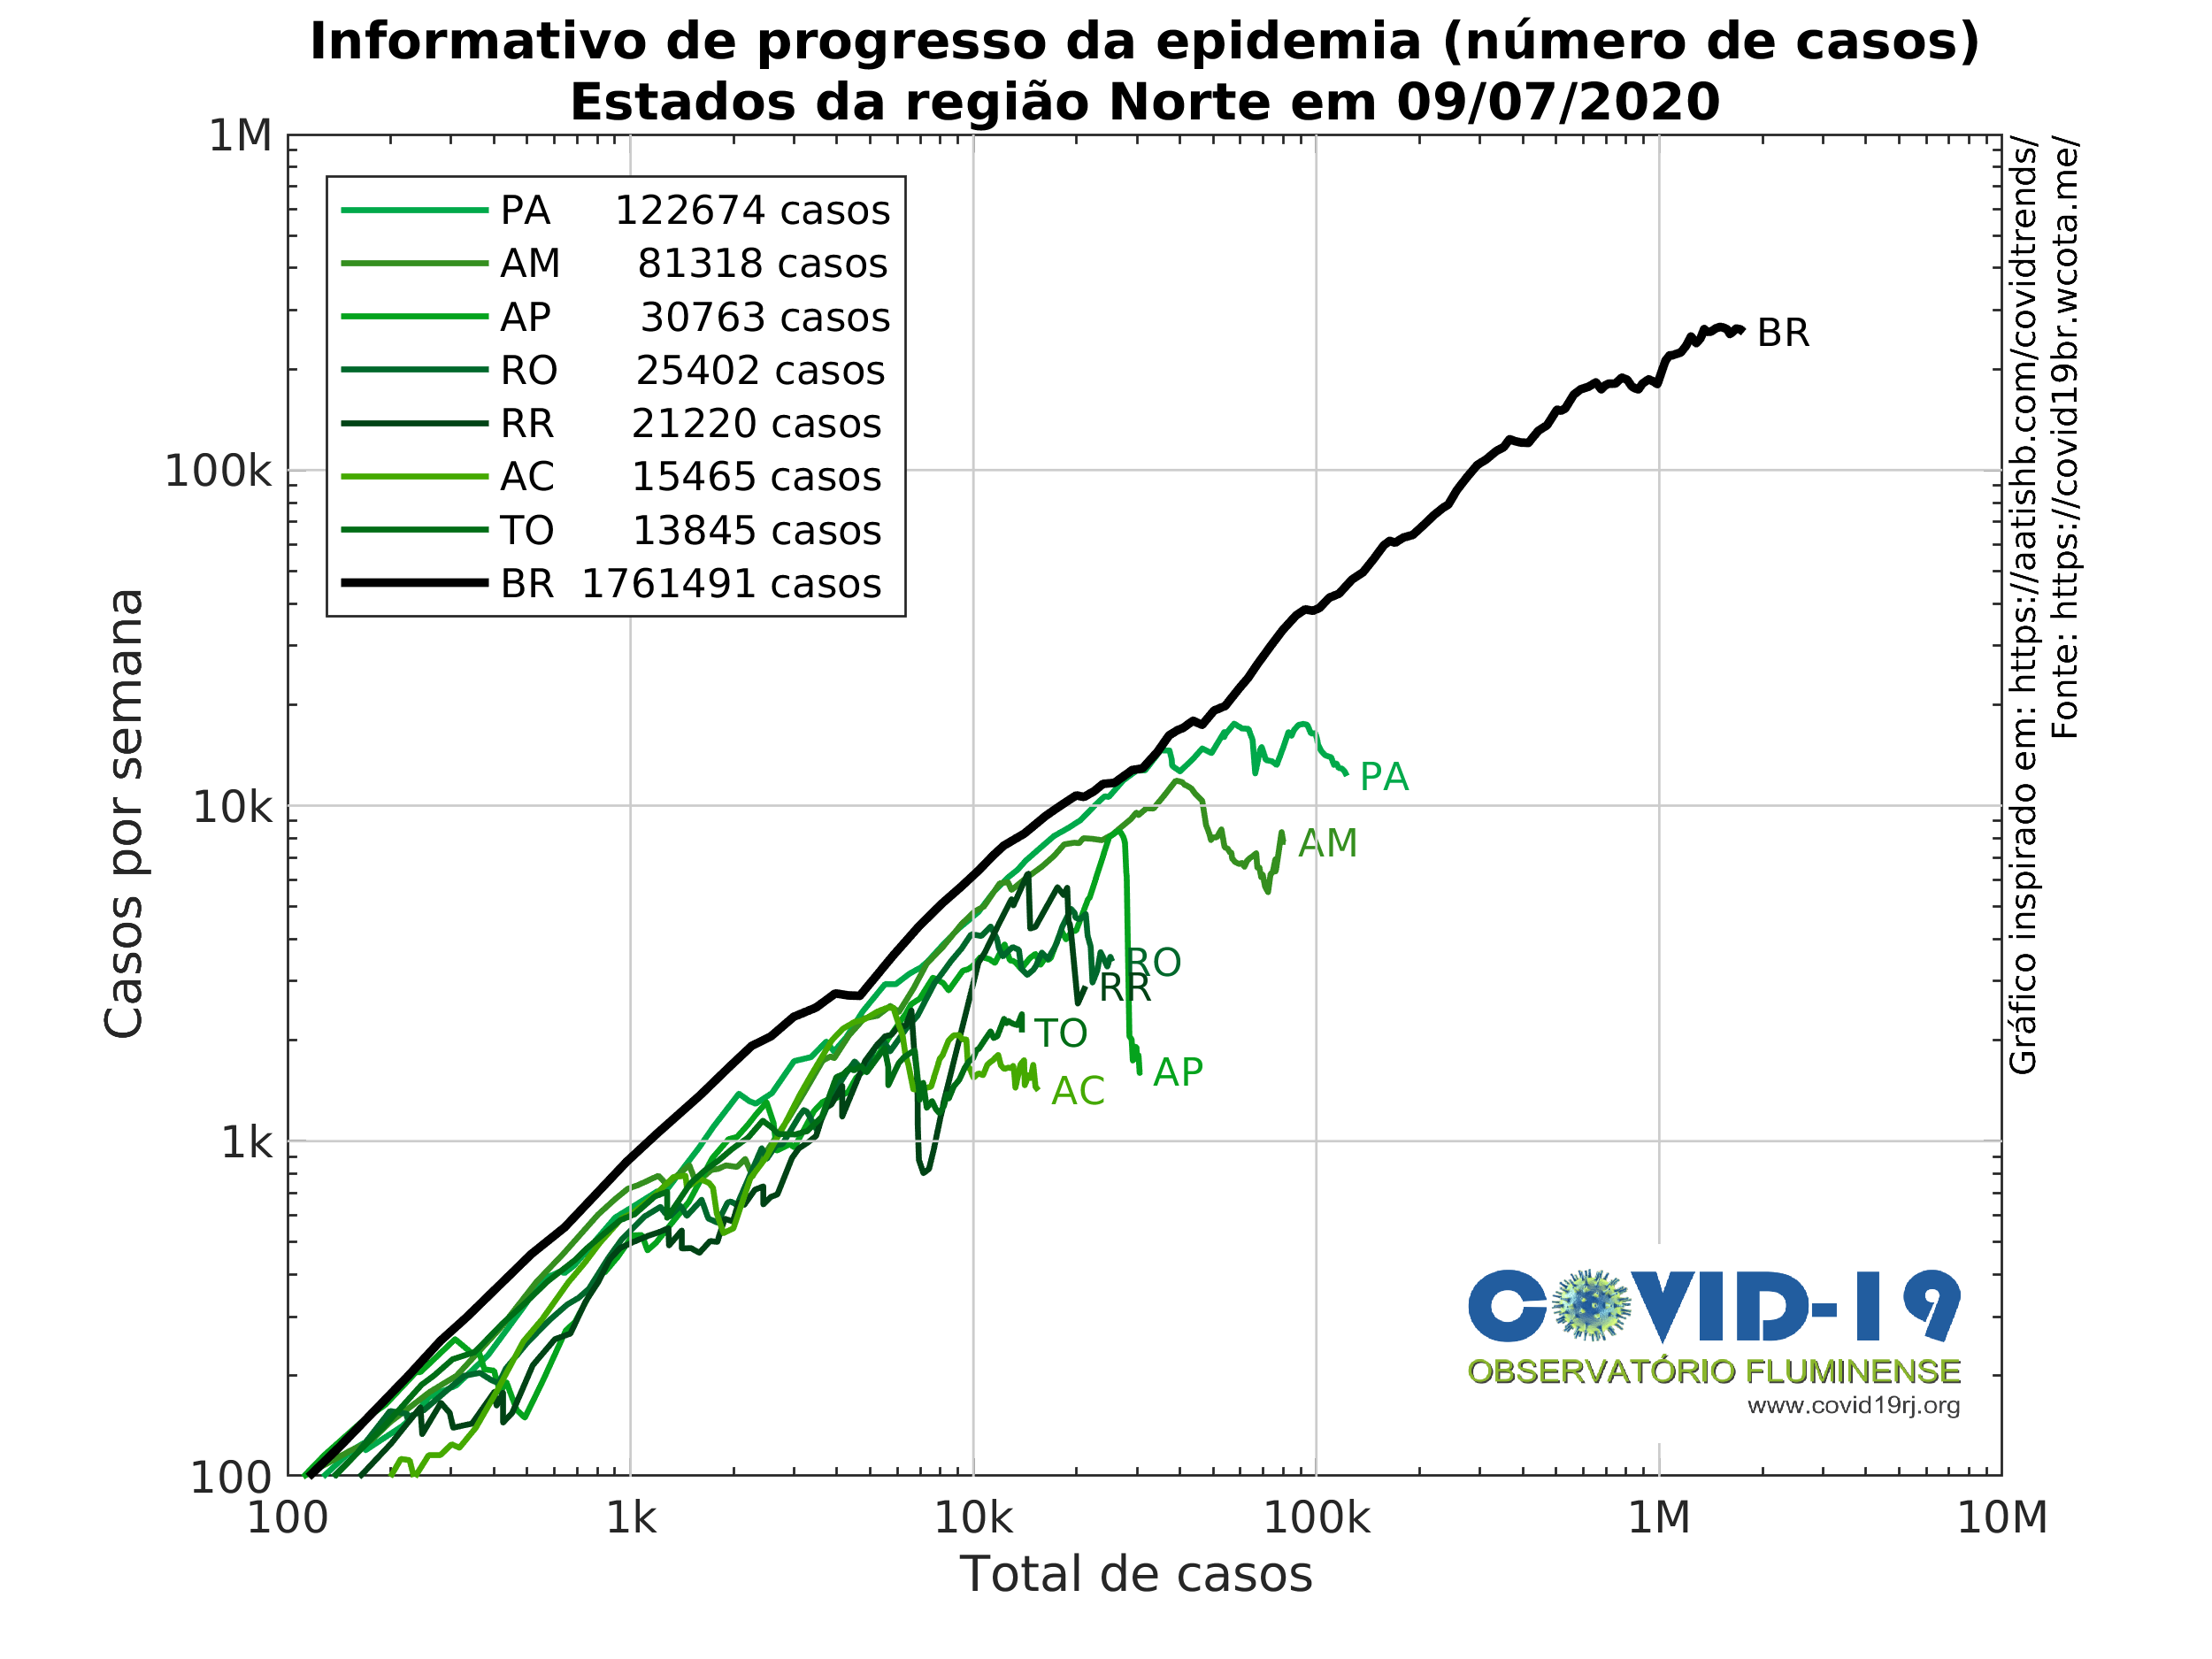 Informativo de progresso da epidemia (número de casos)
Estados da região Norte em 09/07/2020
1M
100k
10k
1k
100
Casos por semana
PA 122674 casos
AM 81318 casos
AP 30763 casos
RO 25402 casos
RR 21220 casos
AC 15465 casos
TO 13845 casos
BR 1761491 casos
BR
PA
AM
RO
RR
TO
AP
AC
Gráfico inspirado em: https://aatishb.com/covidtrends/
Fonte: https://covid19br.wcota.me/
COVID-19
OBSERVATÓRIO FLUMINENSE
www.covid19rj.org
100
1k
10k
100k
1M
10M
Total de casos